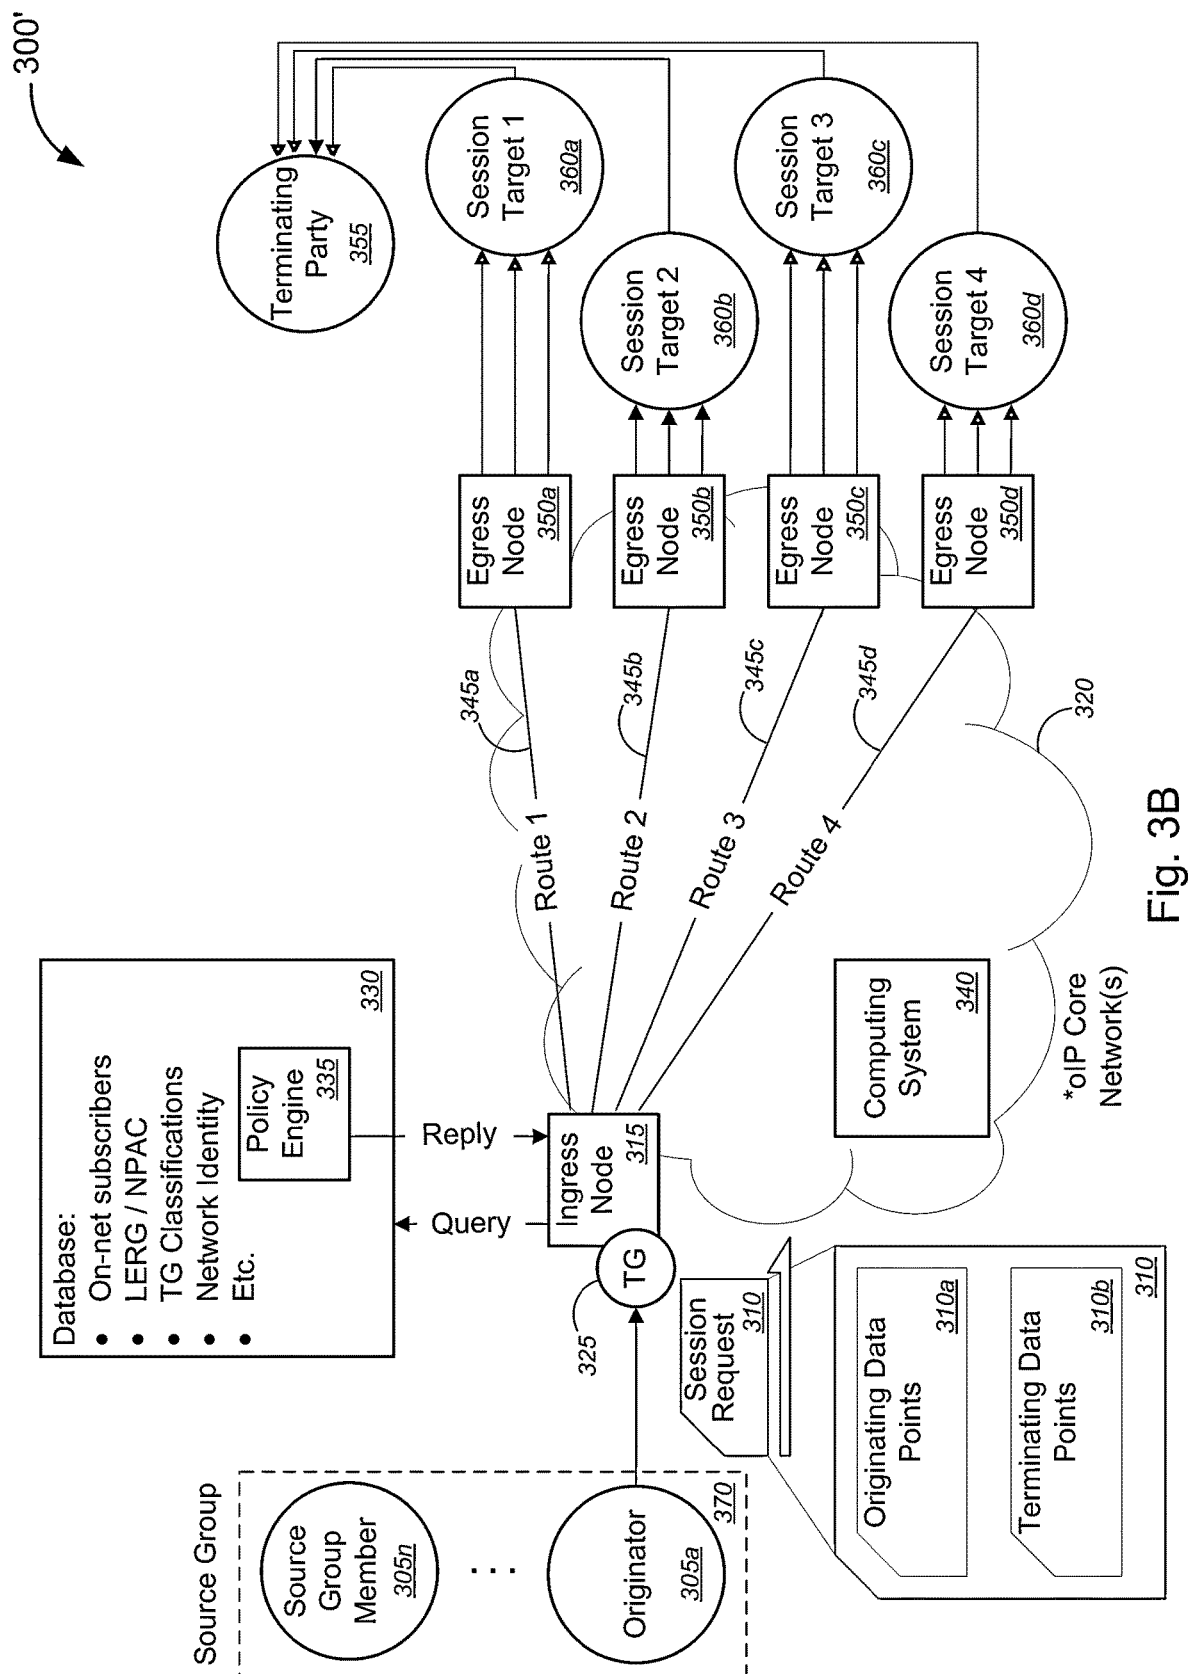 300'
Source Group
Source
Group
Member
305n
. . .
Originator
305a
370
Database:
• On-net subscribers
• LERG / NPAC
• TG Classifications
• Network Identity
• Etc.
330
Policy
Engine
335
Query
Reply
325
TG
Ingress
Node
315
Session
Request
310
Originating Data
Points
310a
Terminating Data
Points
310b
310
Computing
System
340
*oIP Core
Network(s)
320
Route 1
345a
Route 2
345b
Route 3
345c
Route 4
345d
Egress
Node
350a
Egress
Node
350b
Egress
Node
350c
Egress
Node
350d
Session
Target 1
360a
Session
Target 2
360b
Session
Target 3
360c
Session
Target 4
360d
Terminating
Party
355
Fig. 3B